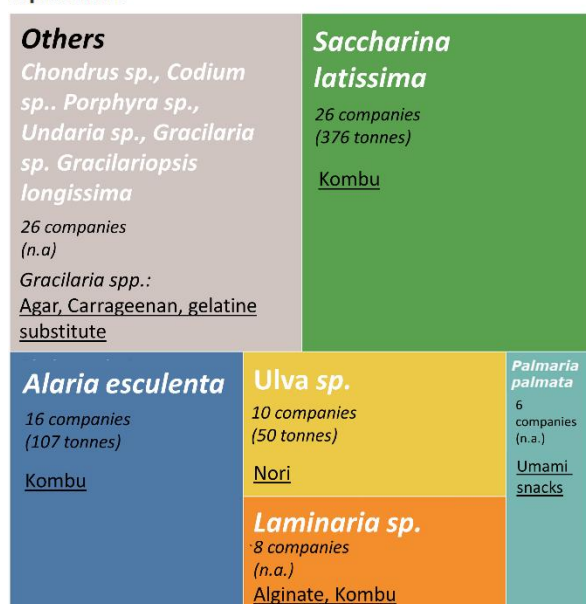 Others
Chondrus sp., Codium
sp.. Porphyra sp.,
Undaria sp., Gracilaria
sp. Gracilariopsis
longissima
26 companies
(n.a)
Gracilaria spp.:
Agar, Carrageenan, gelatine
substitute
Saccharina
latissima
26 companies
(376 tonnes)
Kombu
Alaria esculenta
16 companies
(107 tonnes)
Kombu
Ulva sp.
10 companies
(50 tonnes)
Nori
Laminaria sp.
8 companies
(n.a.)
Alginate, Kombu
Palmaria
palmata
6
companies
(n.a.)
Umami
snacks